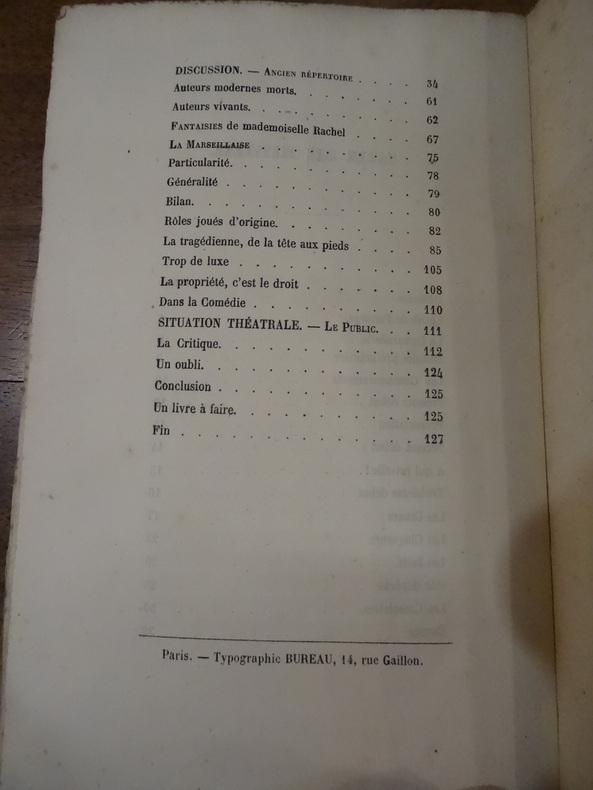 DISCUSSION. — ANCIEN RÉPERTOIRE . . . . 34
Auteurs modernes morts. . . . . . . 61
Auteurs vivants. . . . . . . . . 62
FANTAISIES de mademoiselle Rachel . . . . 67
LA MARSEILLAISE . . . . . . . . . 75
Particularité. . . . . . . . . . 78
Généralité . . . . . . . . . . . 79
Bilan. . . . . . . . . . . . 80
Rôles joués d'origine. . . . . . . . 82
La tragédienne, de la tête aux pieds . . . . 85
Trop de luxe . . . . . . . . . . 105
La propriété, c'est le droit . . . . . . 108
Dans la Comédie . . . . . . . . . 110
SITUATION THÉATRALE. — LE PUBLIC. . . 111
La Critique. . . . . . . . . . . 112
Un oubli. . . . . . . . . . . . 124
Conclusion . . . . . . . . . . . 125
Un livre à faire. . . . . . . . . . 125
Fin . . . . . . . . . . . . . 127
Paris. — Typographie BUREAU, 14, rue Gaillon.